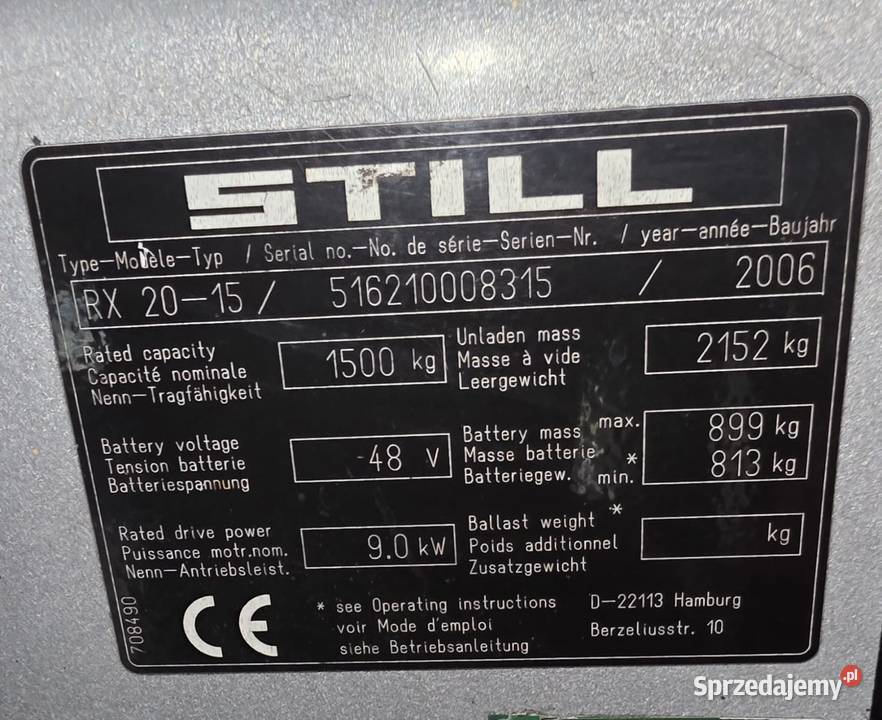 STILL
Type-Modèle-Typ / Serial no.-No. de série-Serien-Nr. / year-année-Baujahr
RX 20-15 / 516210008315 / 2006
Rated capacity
Capacité nominale
Nenn-Tragfähigkeit
1500 kg
Unladen mass
Masse à vide
Leergewicht
2152 kg
Battery voltage
Tension batterie
Batteriespannung
48 V
Battery mass max.
Masse batterie *
Batteriegew. min.
899 kg
813 kg
Rated drive power
Puissance motr.nom.
Nenn-Antriebsleist.
9.0 kW
Ballast weight *
Poids additionnel
Zusatzgewicht
kg
708490
CE
* see Operating instructions
voir Mode d'emploi
siehe Betriebsanleitung
D-22113 Hamburg
Berzeliusstr. 10
Sprzedajemy.pl